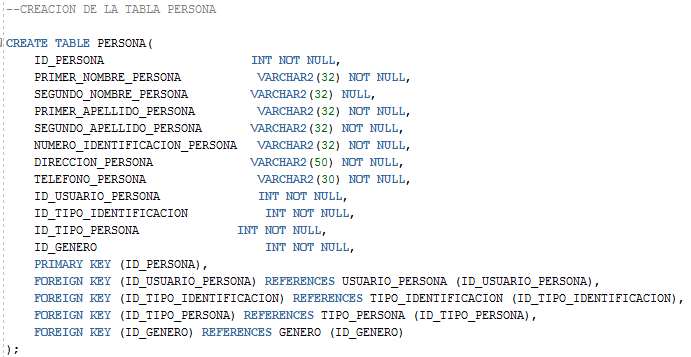 --CREACION DE LA TABLA PERSONA
CREATE TABLE PERSONA(
ID_PERSONA INT NOT NULL,
PRIMER_NOMBRE_PERSONA VARCHAR2(32) NOT NULL,
SEGUNDO_NOMBRE_PERSONA VARCHAR2(32) NULL,
PRIMER_APELLIDO_PERSONA VARCHAR2(32) NOT NULL,
SEGUNDO_APELLIDO_PERSONA VARCHAR2(32) NOT NULL,
NUMERO_IDENTIFICACION_PERSONA VARCHAR2(32) NOT NULL,
DIRECCION_PERSONA VARCHAR2(50) NOT NULL,
TELEFONO_PERSONA VARCHAR2(30) NOT NULL,
ID_USUARIO_PERSONA INT NOT NULL,
ID_TIPO_IDENTIFICACION INT NOT NULL,
ID_TIPO_PERSONA INT NOT NULL,
ID_GENERO INT NOT NULL,
PRIMARY KEY (ID_PERSONA),
FOREIGN KEY (ID_USUARIO_PERSONA) REFERENCES USUARIO_PERSONA (ID_USUARIO_PERSONA),
FOREIGN KEY (ID_TIPO_IDENTIFICACION) REFERENCES TIPO_IDENTIFICACION (ID_TIPO_IDENTIFICACION),
FOREIGN KEY (ID_TIPO_PERSONA) REFERENCES TIPO_PERSONA (ID_TIPO_PERSONA),
FOREIGN KEY (ID_GENERO) REFERENCES GENERO (ID_GENERO)
);